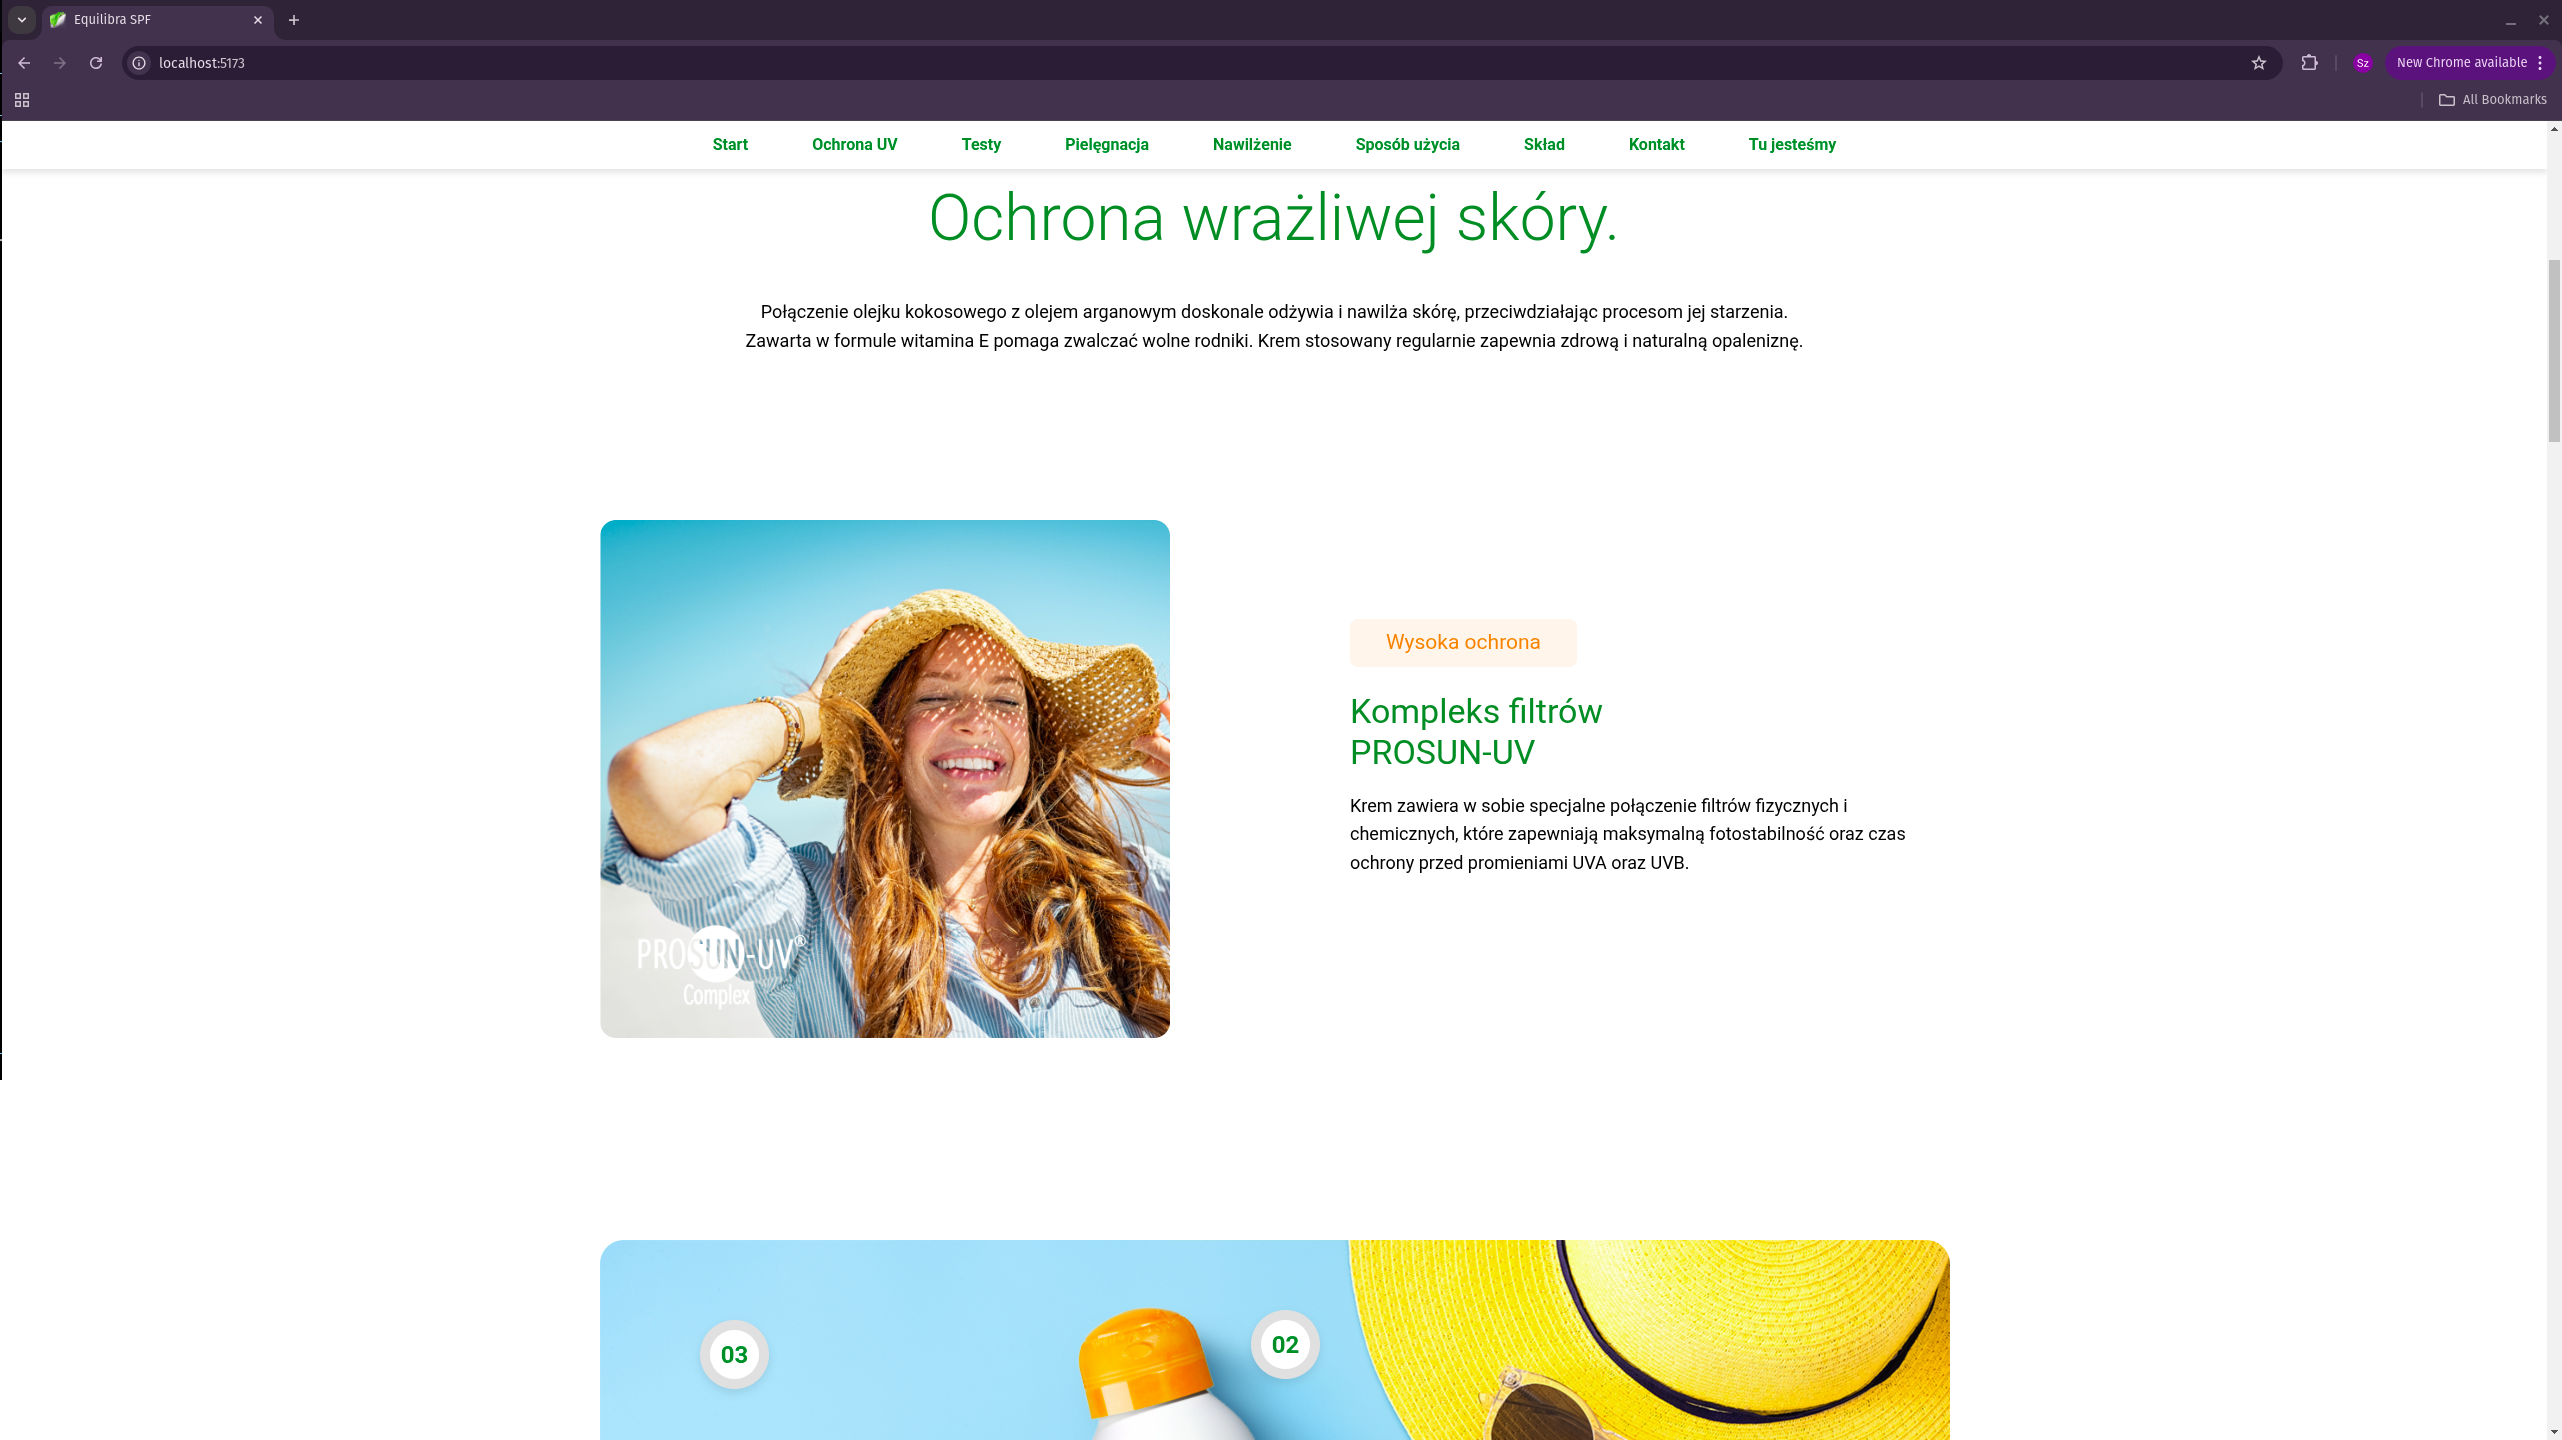 Equilibra SPF
localhost:5173
Sz
New Chrome available
All Bookmarks
Start Ochrona UV Testy Pielęgnacja Nawilżenie Sposób użycia Skład Kontakt Tu jesteśmy
Ochrona wrażliwej skóry.
Połączenie olejku kokosowego z olejem arganowym doskonale odżywia i nawilża skórę, przeciwdziałając procesom jej starzenia.
Zawarta w formule witamina E pomaga zwalczać wolne rodniki. Krem stosowany regularnie zapewnia zdrową i naturalną opaleniznę.
Wysoka ochrona
Kompleks filtrów
PROSUN-UV
Krem zawiera w sobie specjalne połączenie filtrów fizycznych i
chemicznych, które zapewniają maksymalną fotostabilność oraz czas
ochrony przed promieniami UVA oraz UVB.
PROSUN-UV®
Complex
03
02